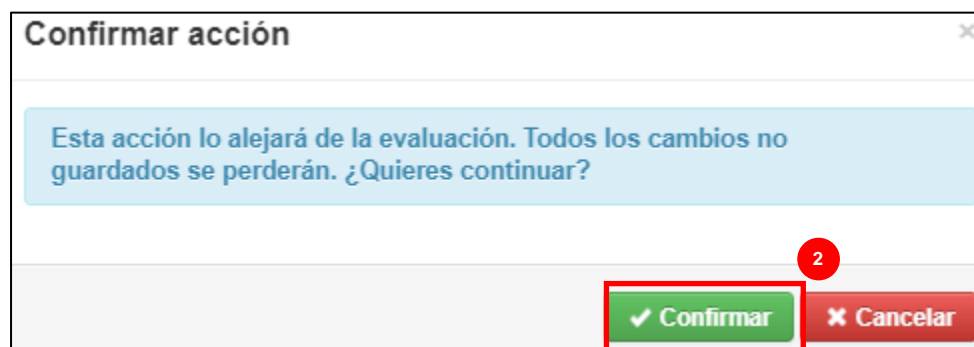 Confirmar acción ×
Esta acción lo alejará de la evaluación. Todos los cambios no
guardados se perderán. ¿Quieres continuar?
2
✔ Confirmar ✖ Cancelar